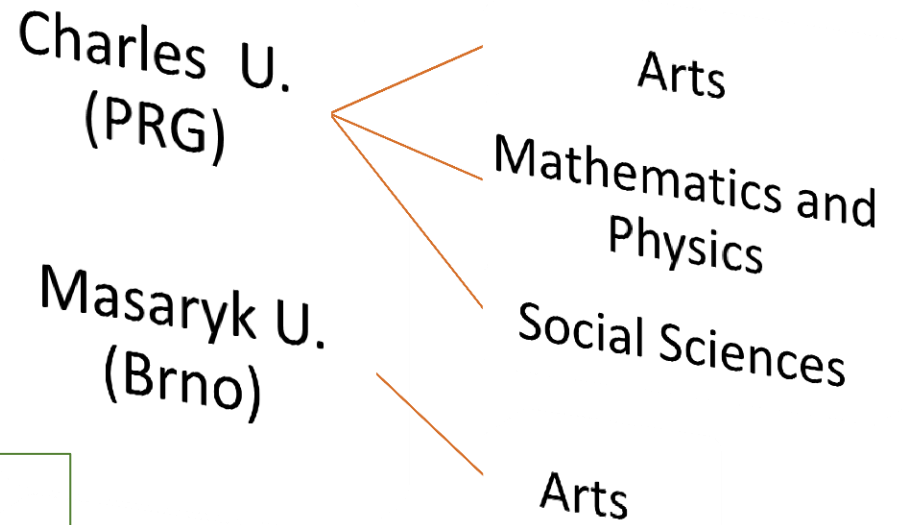 Charles U.
(PRG)
Arts
Mathematics and
Physics
Social Sciences
Masaryk U.
(Brno)
Arts